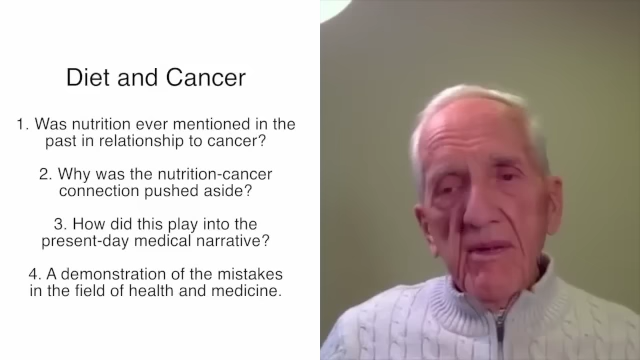 Diet and Cancer
1. Was nutrition ever mentioned in the
past in relationship to cancer?
2. Why was the nutrition-cancer
connection pushed aside?
3. How did this play into the
present-day medical narrative?
4. A demonstration of the mistakes
in the field of health and medicine.